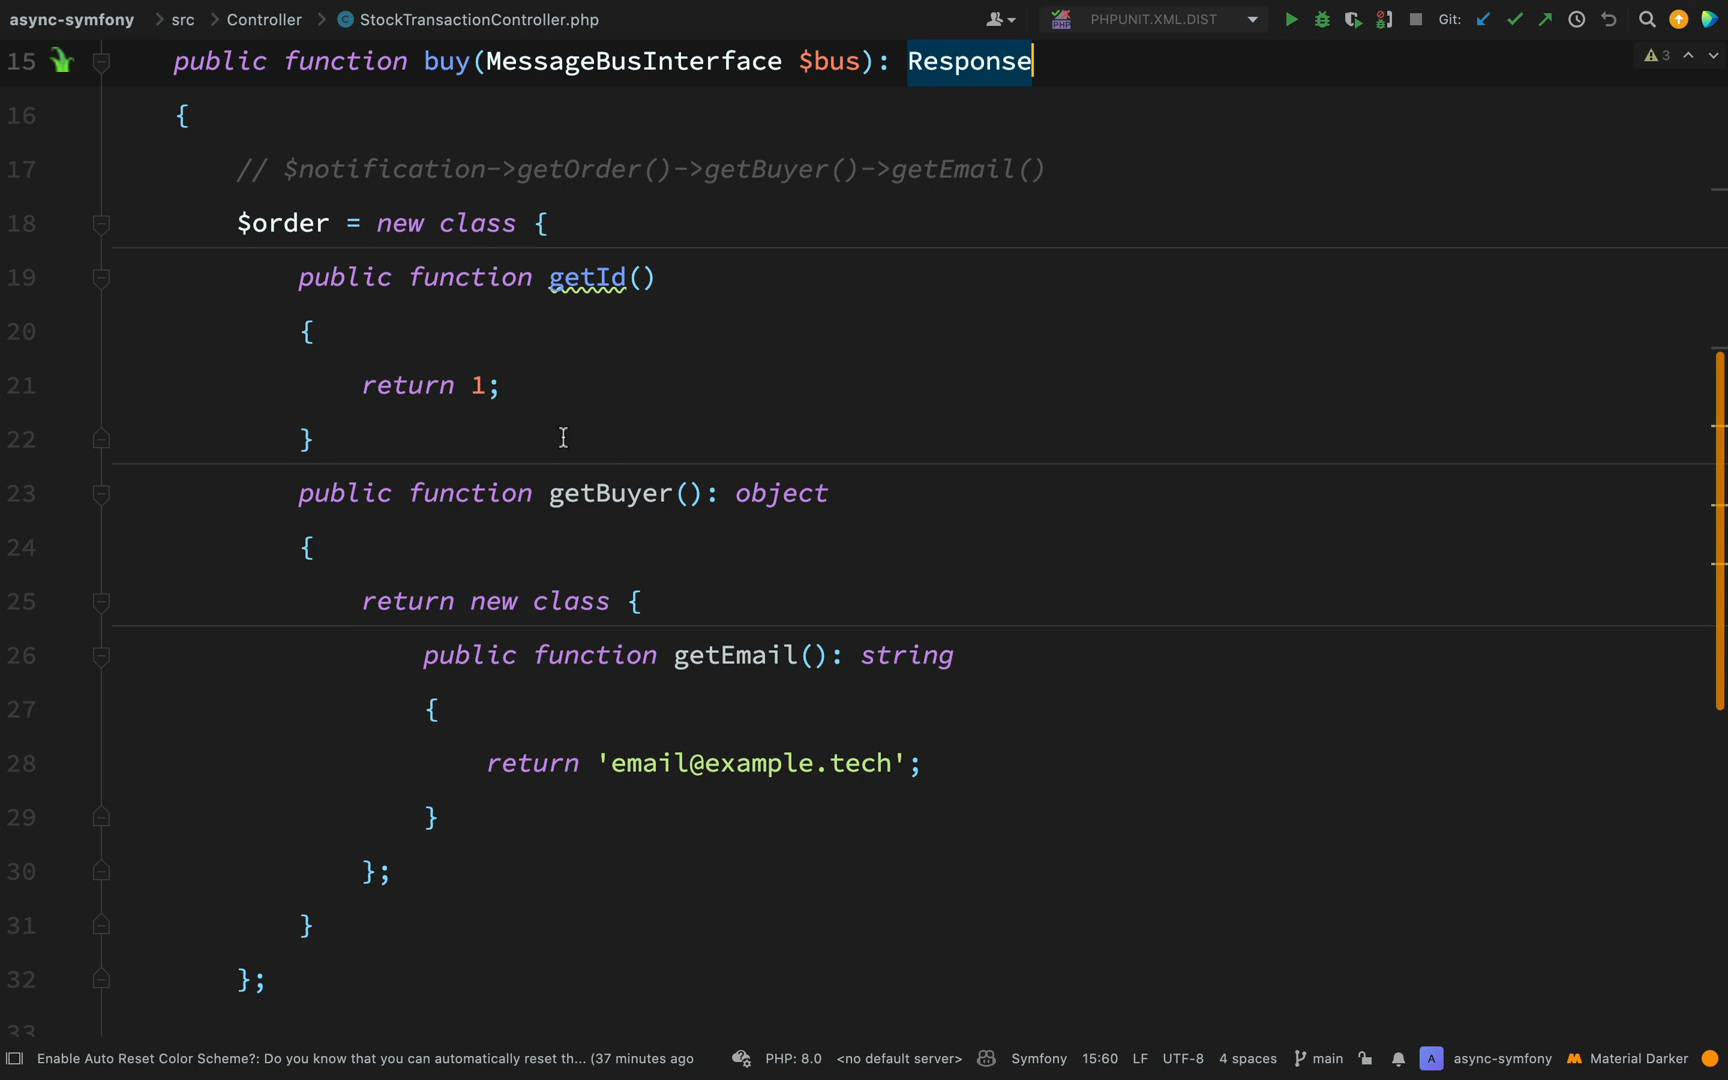 async-symfony > src > Controller > StockTransactionController.php PHPUNIT.XML.DIST Git:
15 public function buy(MessageBusInterface $bus): Response 3
16 {
17 // $notification->getOrder()->getBuyer()->getEmail()
18 $order = new class {
19 public function getId()
20 {
21 return 1;
22 }
23 public function getBuyer(): object
24 {
25 return new class {
26 public function getEmail(): string
27 {
28 return 'email@example.tech';
29 }
30 };
31 }
32 };
33
Enable Auto Reset Color Scheme?: Do you know that you can automatically reset th... (37 minutes ago PHP: 8.0 <no default server> Symfony 15:60 LF UTF-8 4 spaces main A async-symfony Material Darker